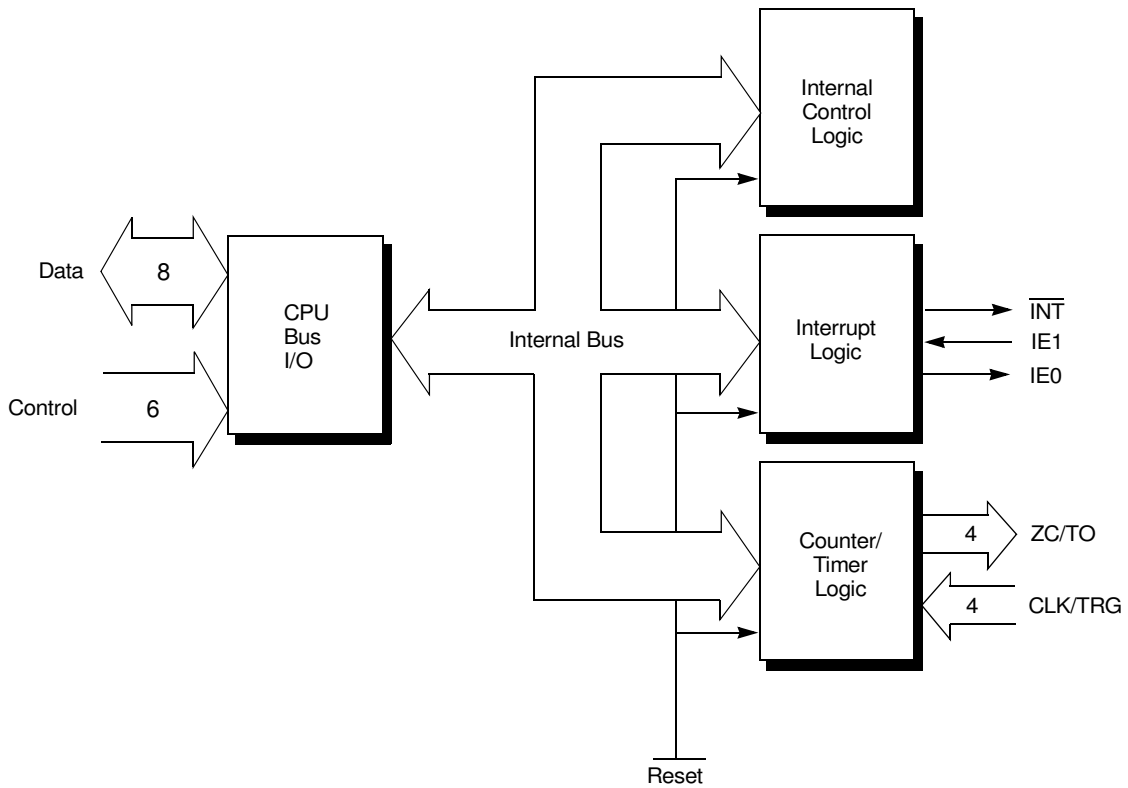 Internal
Control
Logic
Data
8
CPU
Bus
I/O
Control
6
Internal Bus
Interrupt
Logic
I̅N̅T̅
IE1
IE0
Counter/
Timer
Logic
4
ZC/TO
4
CLK/TRG
Reset